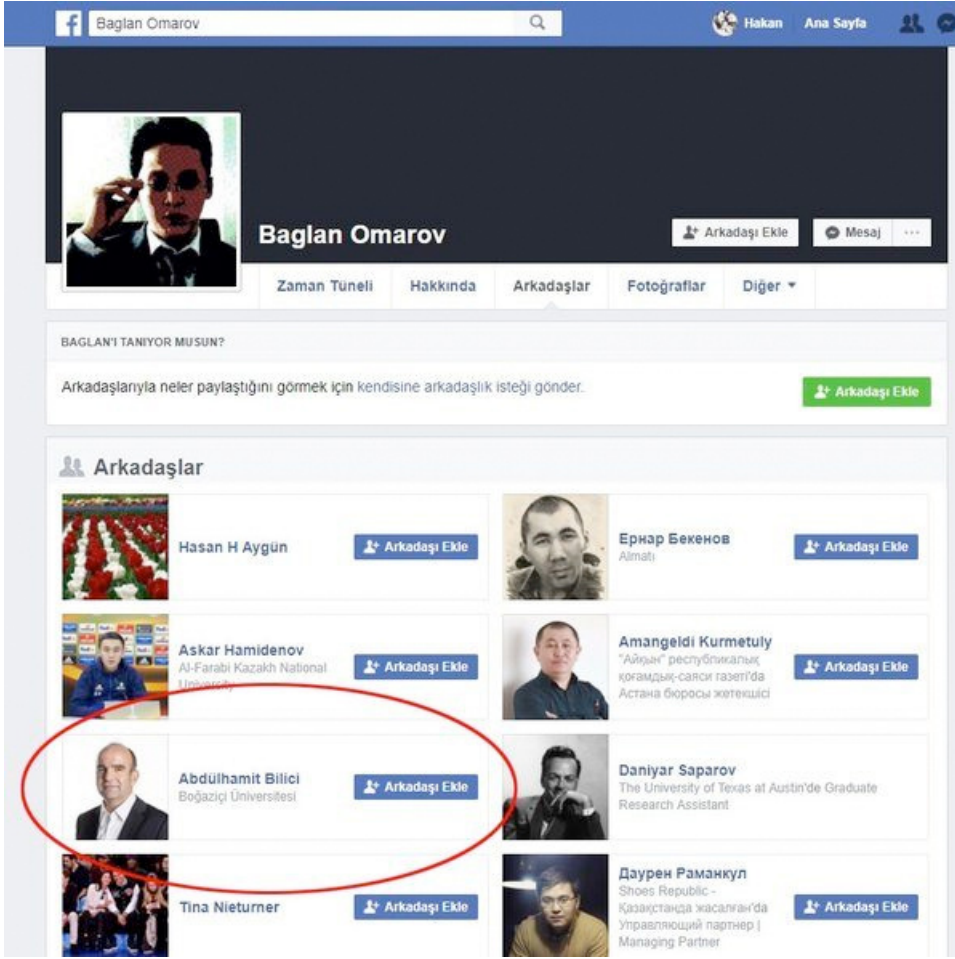 Baglan Omarov
Hakan
Ana Sayfa
Baglan Omarov
Arkadaşı Ekle
Mesaj
Zaman Tüneli
Hakkında
Arkadaşlar
Fotoğraflar
Diğer
BAGLAN'I TANIYOR MUSUN?
Arkadaşlarıyla neler paylaştığını görmek için kendisine arkadaşlık isteği gönder.
Arkadaşı Ekle
Arkadaşlar
Hasan H Aygün
Arkadaşı Ekle
Ернар Бекенов
Almatı
Arkadaşı Ekle
Askar Hamidenov
Al-Farabi Kazakh National
University
Arkadaşı Ekle
Amangeldi Kurmetuly
"Айқын" республикалық
қоғамдық-саяси газеті'da
Астана бюросы жетекшісі
Arkadaşı Ekle
Abdülhamit Bilici
Boğaziçi Üniversitesi
Arkadaşı Ekle
Daniyar Saparov
The University of Texas at Austin'de Graduate
Research Assistant
Tina Nieturner
Arkadaşı Ekle
Даурен Раманкул
Shoes Republic -
Қазақстанда жасалған'da
Управляющий партнер |
Managing Partner
Arkadaşı Ekle